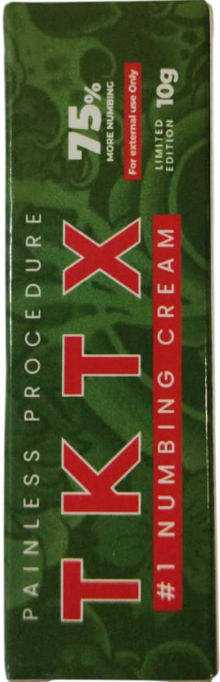 PAINLESS PROCEDURE
TKTX
#1 NUMBING CREAM
75%
MORE NUMBING
For external use Only
LIMITED
EDITION
10g